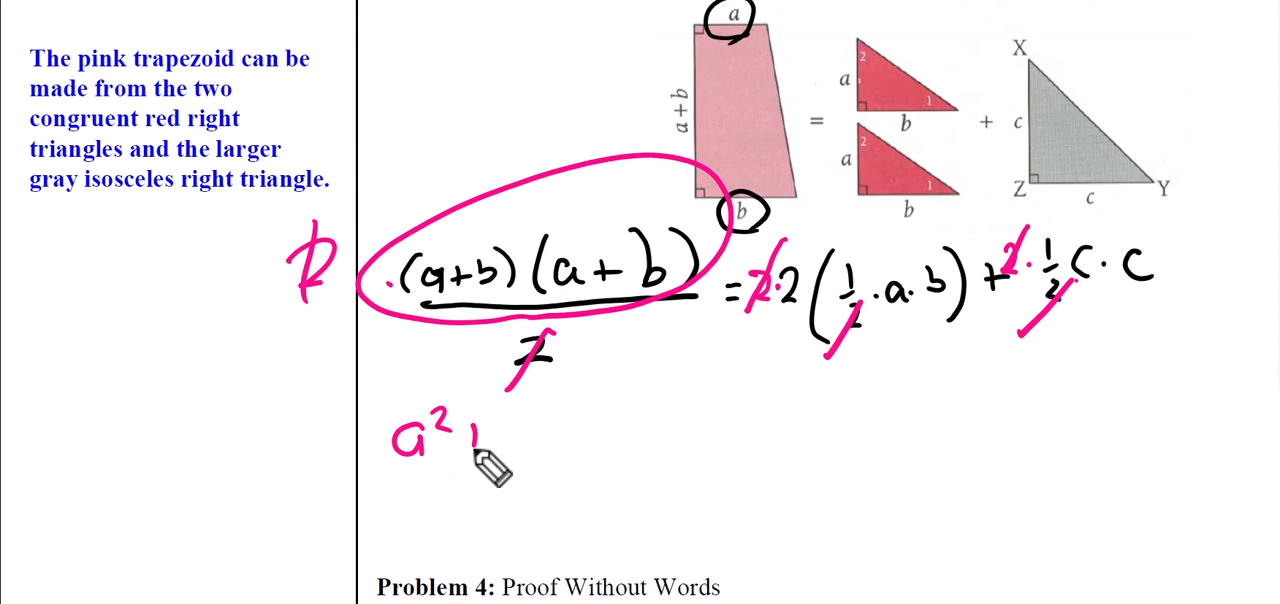 The pink trapezoid can be
made from the two
congruent red right
triangles and the larger
gray isosceles right triangle.
a
a + b
b
=
2
a
1
b
2
a
1
b
+
X
c
Z
c
Y
2 · (a+b) (a + b) / 2 = 2 · 2 ( 1/2 · a · b ) + 2 · 1/2 c · c
a²
Problem 4: Proof Without Words